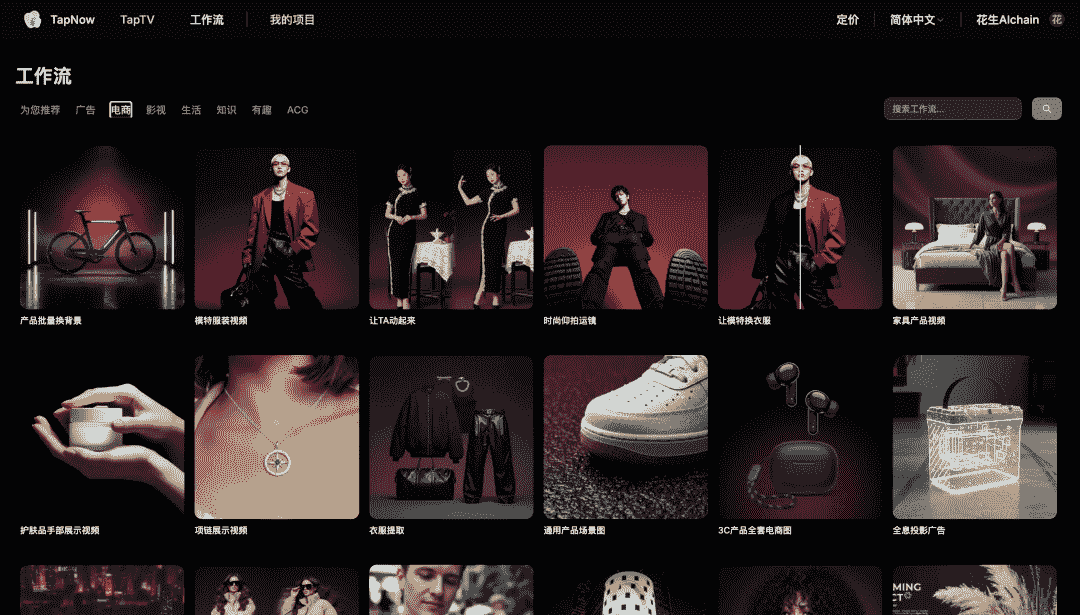 TapNow TapTV 工作流 我的项目 定价 简体中文 花生AIchain 花
工作流
为您推荐 广告 电商 影视 生活 知识 有趣 ACG 搜索工作流...
产品批量换背景 模特服装视频 让TA动起来 时尚仰拍运镜 让模特换衣服 家具产品视频
护肤品手部展示视频 项链展示视频 衣服提取 通用产品场景图 3C产品全套电商图 全息投影广告
MING